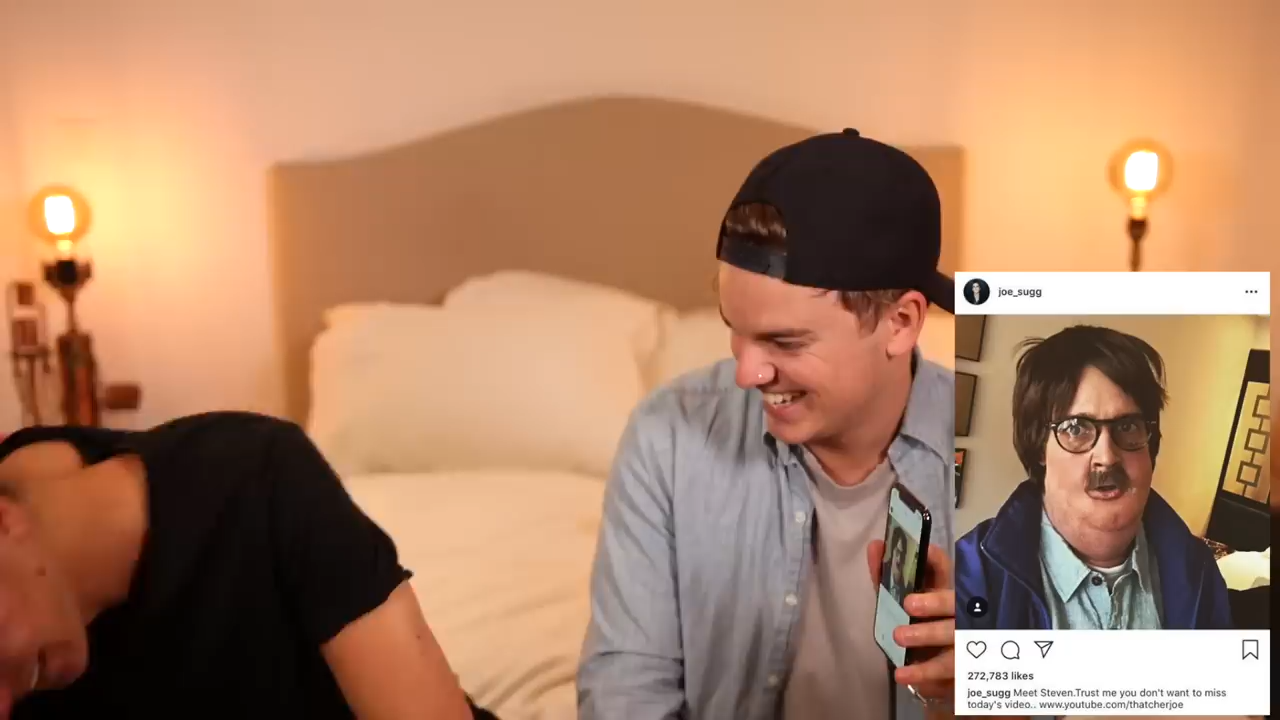 joe_sugg
272,783 likes
joe_sugg Meet Steven.Trust me you don't want to miss
today's video.. www.youtube.com/thatcherjoe